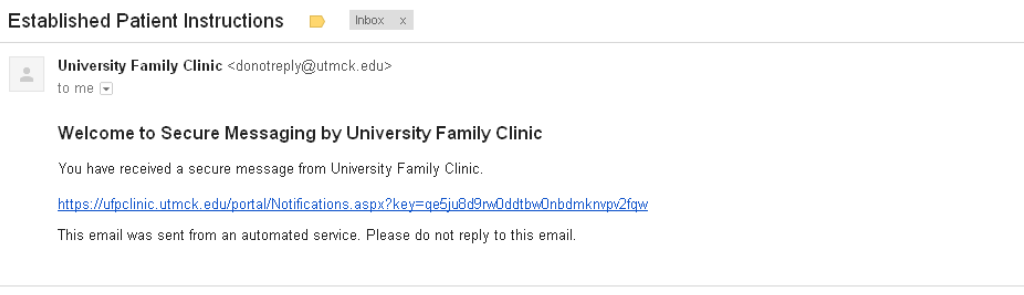 Established Patient Instructions
Inbox x
University Family Clinic <donotreply@utmck.edu>
to me
Welcome to Secure Messaging by University Family Clinic
You have received a secure message from University Family Clinic.
https://ufpclinic.utmck.edu/portal/Notifications.aspx?key=qe5ju8d9rw0ddtbw0nbdmknvpv2fqw
This email was sent from an automated service. Please do not reply to this email.